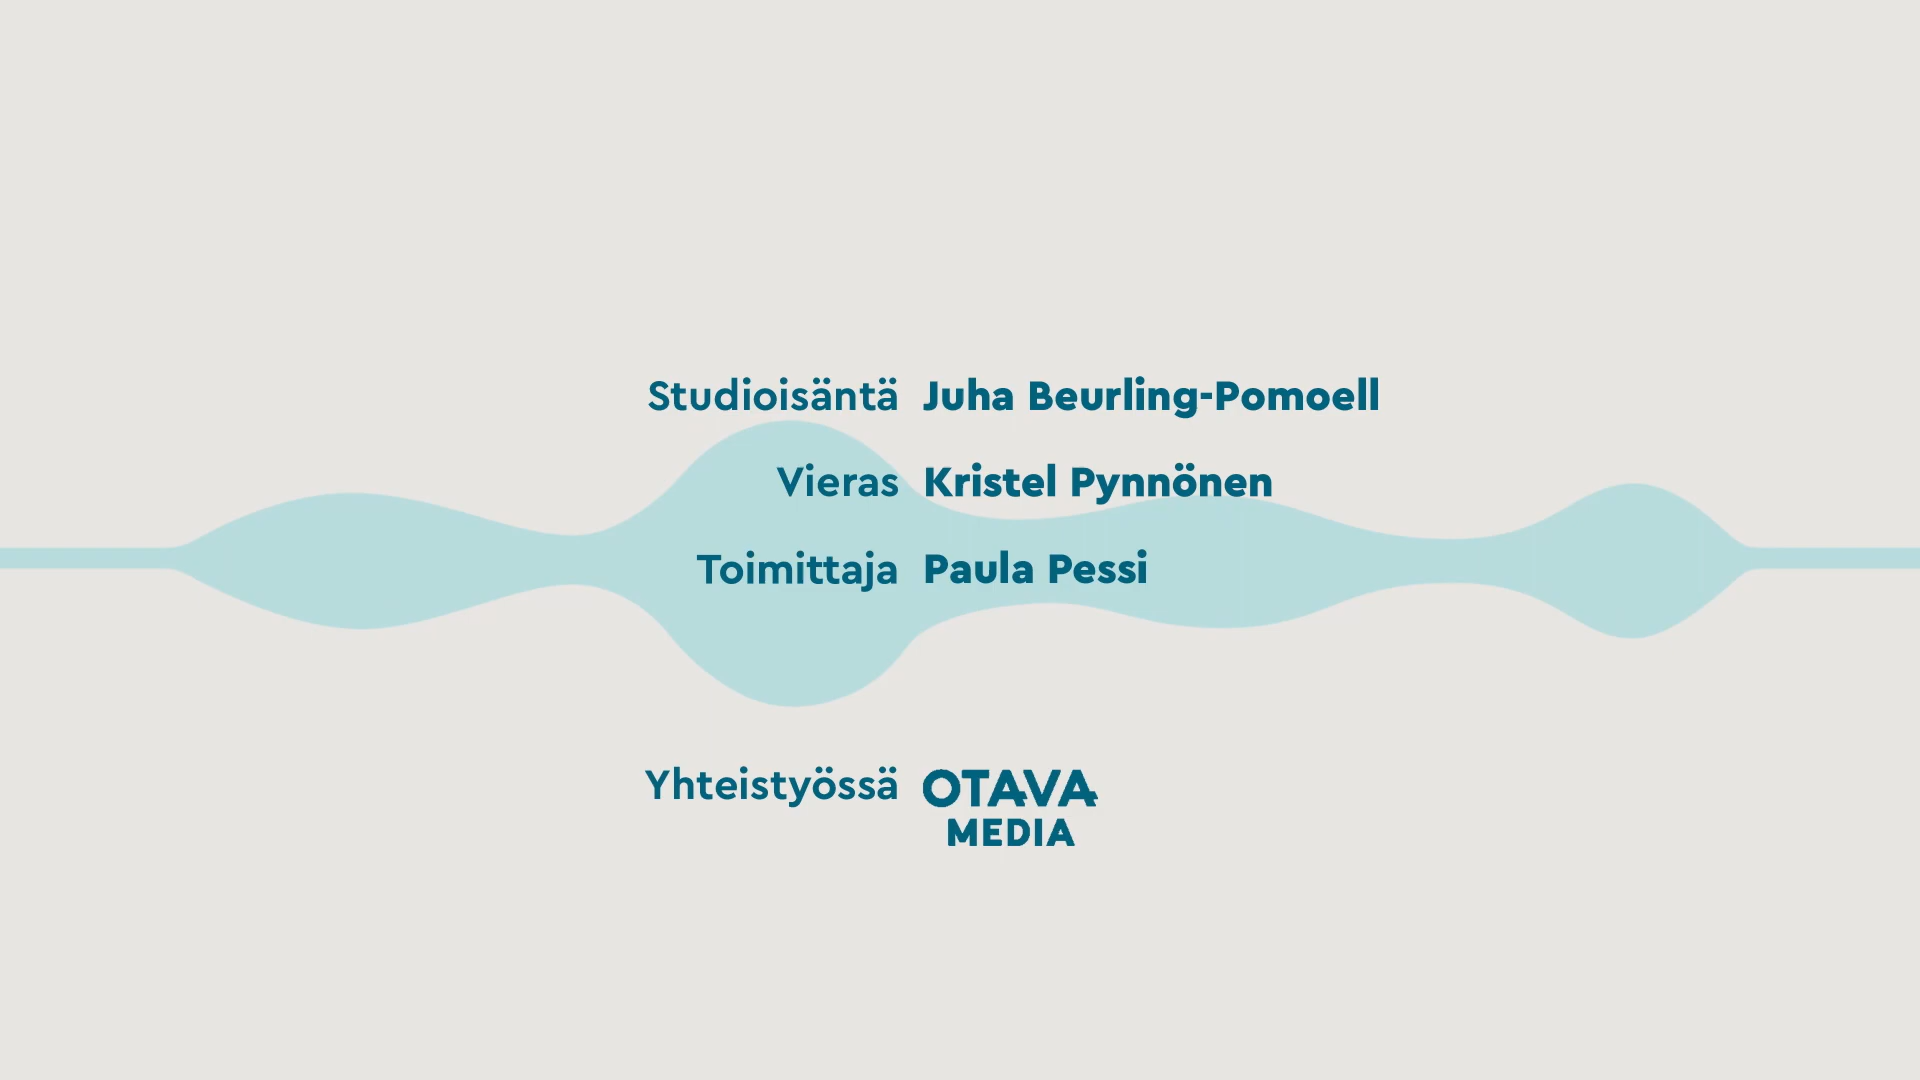 Studioisäntä Juha Beurling-Pomoell
Vieras Kristel Pynnönen
Toimittaja Paula Pessi
Yhteistyössä OTAVA
MEDIA